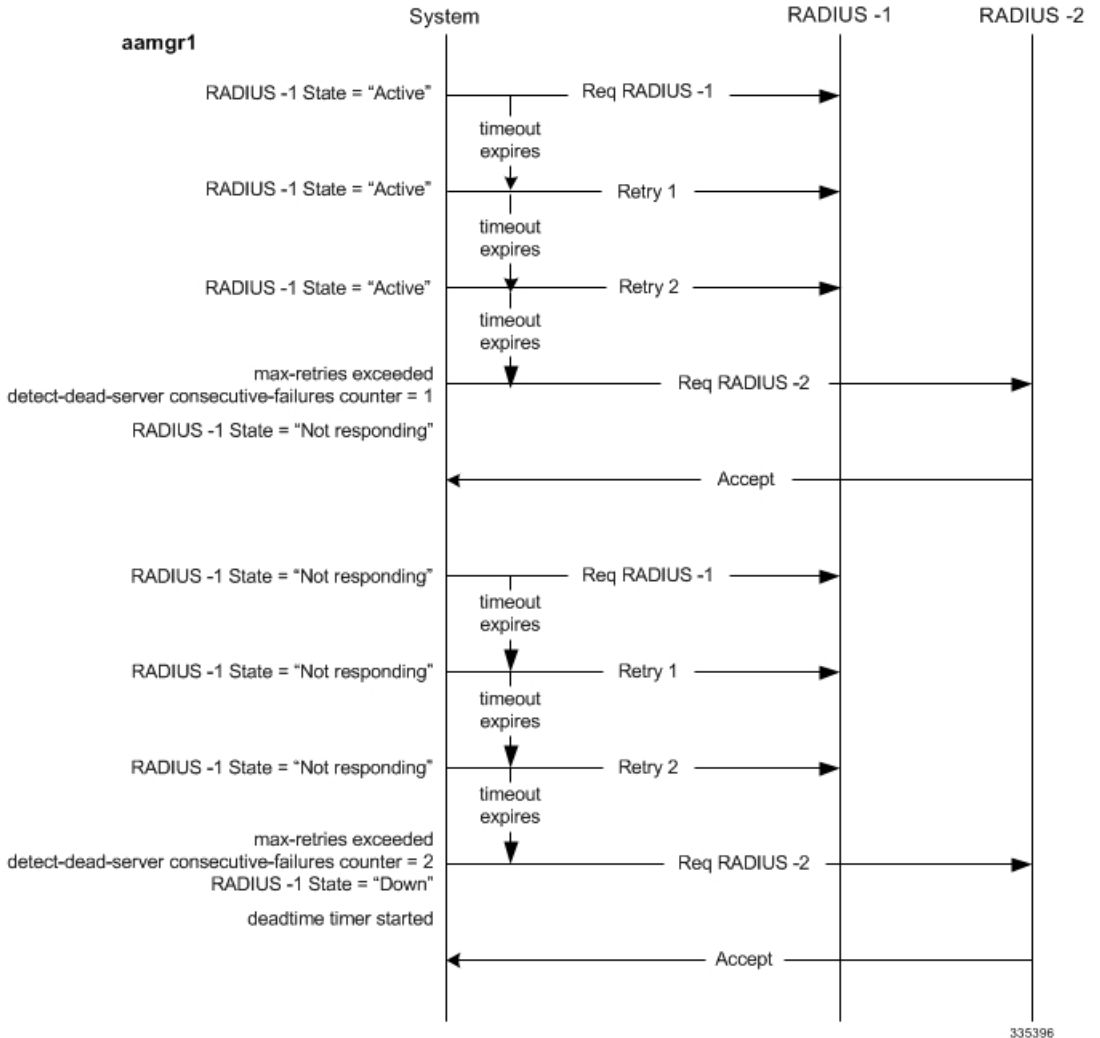 System RADIUS -1 RADIUS -2
aamgr1
RADIUS -1 State = “Active” Req RADIUS -1
timeout
expires
RADIUS -1 State = “Active” Retry 1
timeout
expires
RADIUS -1 State = “Active” Retry 2
timeout
expires
max-retries exceeded
detect-dead-server consecutive-failures counter = 1
Req RADIUS -2
RADIUS -1 State = “Not responding”
Accept
RADIUS -1 State = “Not responding” Req RADIUS -1
timeout
expires
RADIUS -1 State = “Not responding” Retry 1
timeout
expires
RADIUS -1 State = “Not responding” Retry 2
timeout
expires
max-retries exceeded
detect-dead-server consecutive-failures counter = 2
Req RADIUS -2
RADIUS -1 State = “Down”
deadtime timer started
Accept
335396